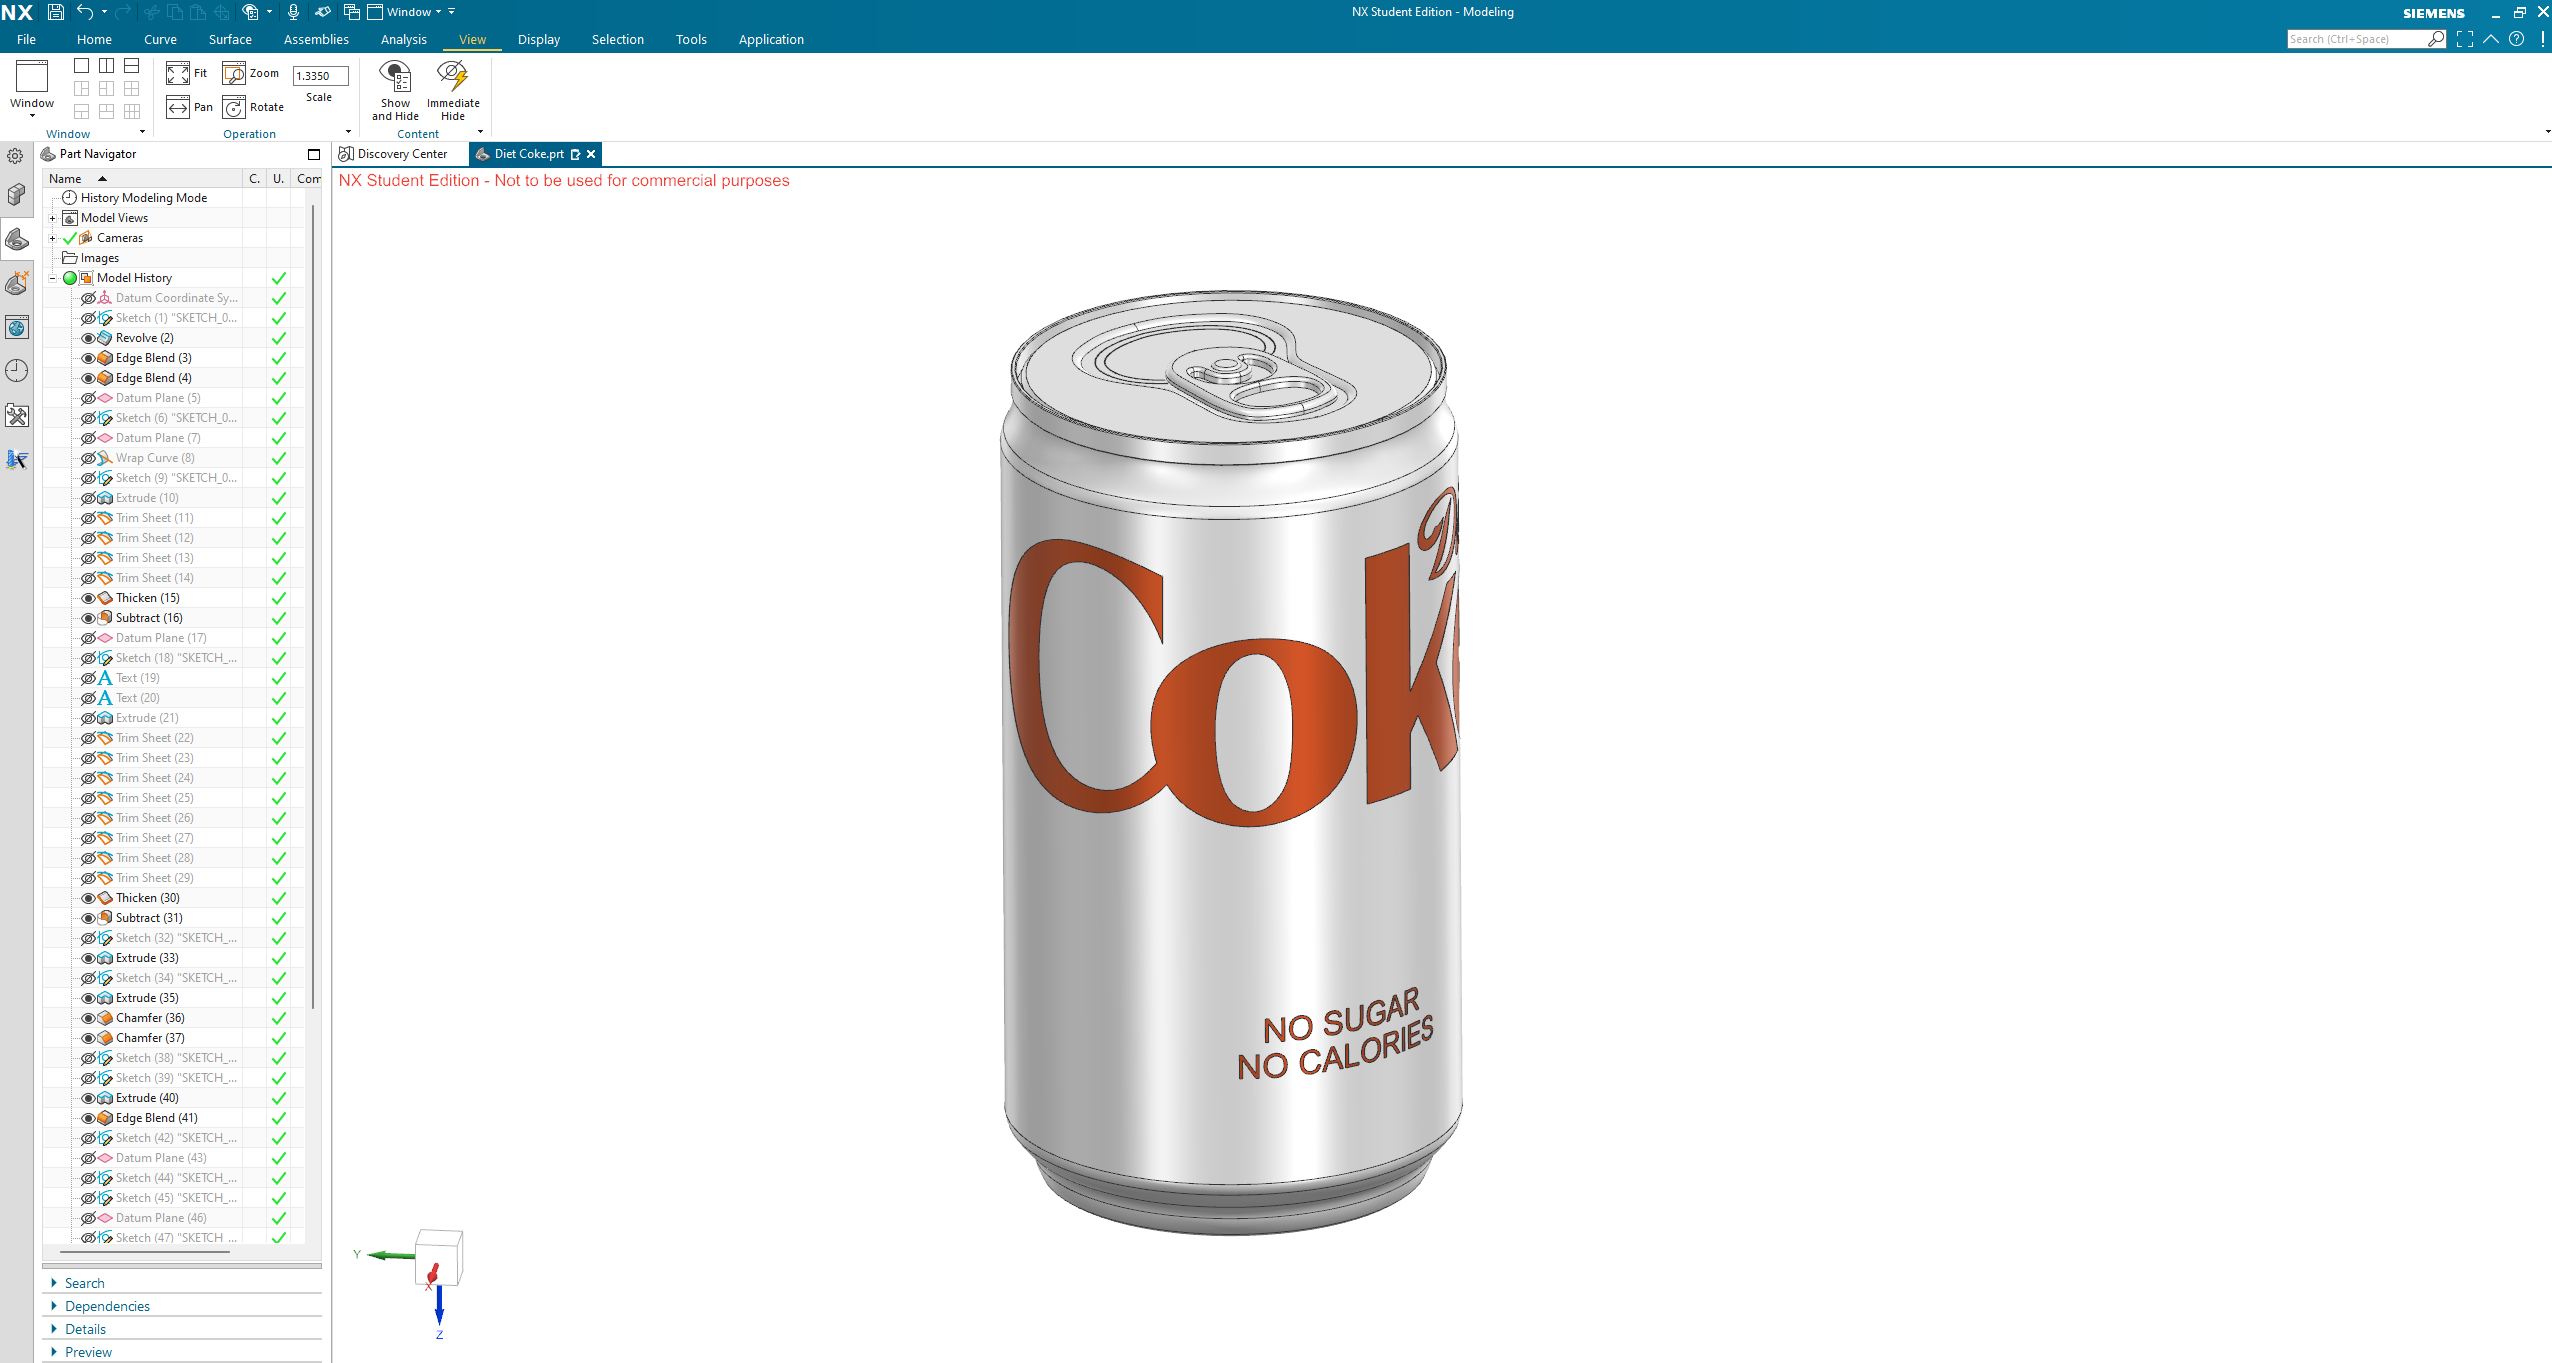 NX
Window
NX Student Edition - Modeling
SIEMENS
File Home Curve Surface Assemblies Analysis Display Selection Tools Application
View
Search (Ctrl+Space)
Window
Fit Zoom 1.3350
Pan Rotate Scale
Show and Hide
Immediate Hide
Window Operation Content
Part Navigator
Discovery Center
Diet Coke.prt
Name C. U. Com
NX Student Edition - Not to be used for commercial purposes
History Modeling Mode
Model Views
Cameras
Images
Model History
Datum Coordinate Sy...
Sketch (1) "SKETCH_0...
Revolve (2)
Edge Blend (3)
Edge Blend (4)
Datum Plane (5)
Sketch (6) "SKETCH_0...
Datum Plane (7)
Wrap Curve (8)
Sketch (9) "SKETCH_0...
Extrude (10)
Trim Sheet (11)
Trim Sheet (12)
Trim Sheet (13)
Trim Sheet (14)
Thicken (15)
Subtract (16)
Datum Plane (17)
Sketch (18) "SKETCH_...
Text (19)
Text (20)
Extrude (21)
Trim Sheet (22)
Trim Sheet (23)
Trim Sheet (24)
Trim Sheet (25)
Trim Sheet (26)
Trim Sheet (27)
Trim Sheet (28)
Trim Sheet (29)
Thicken (30)
Subtract (31)
Sketch (32) "SKETCH_...
Extrude (33)
Sketch (34) "SKETCH_...
Extrude (35)
Chamfer (36)
Chamfer (37)
Sketch (38) "SKETCH_...
Sketch (39) "SKETCH_...
Extrude (40)
Edge Blend (41)
Sketch (42) "SKETCH_...
Datum Plane (43)
Sketch (44) "SKETCH_...
Sketch (45) "SKETCH_...
Datum Plane (46)
Sketch (47) "SKETCH_...
Search
Dependencies
Details
Preview
Cok
NO SUGAR
NO CALORIES
Y
X
Z